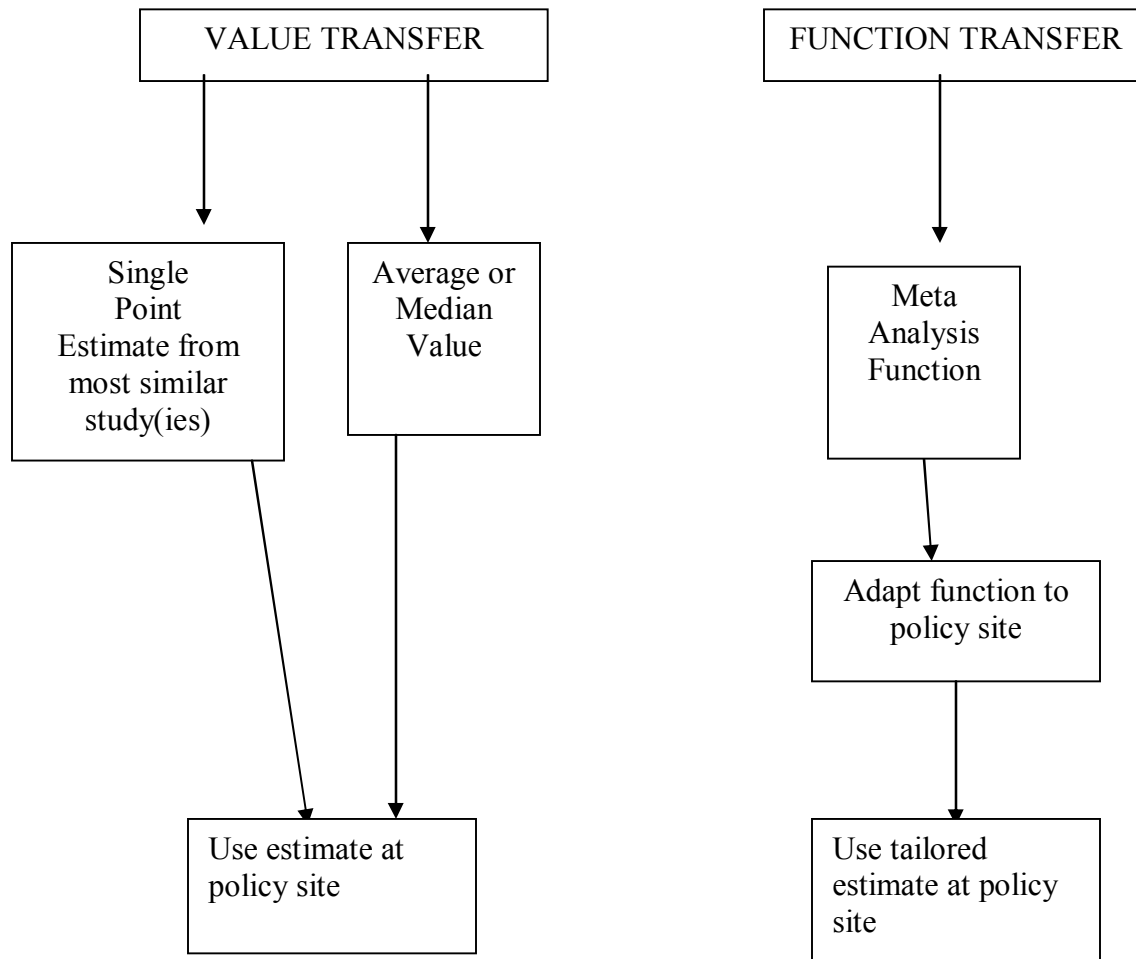 VALUE TRANSFER
FUNCTION TRANSFER
Single
Point
Estimate from
most similar
study(ies)
Average or
Median
Value
Meta
Analysis
Function
Adapt function to
policy site
Use estimate at
policy site
Use tailored
estimate at policy
site